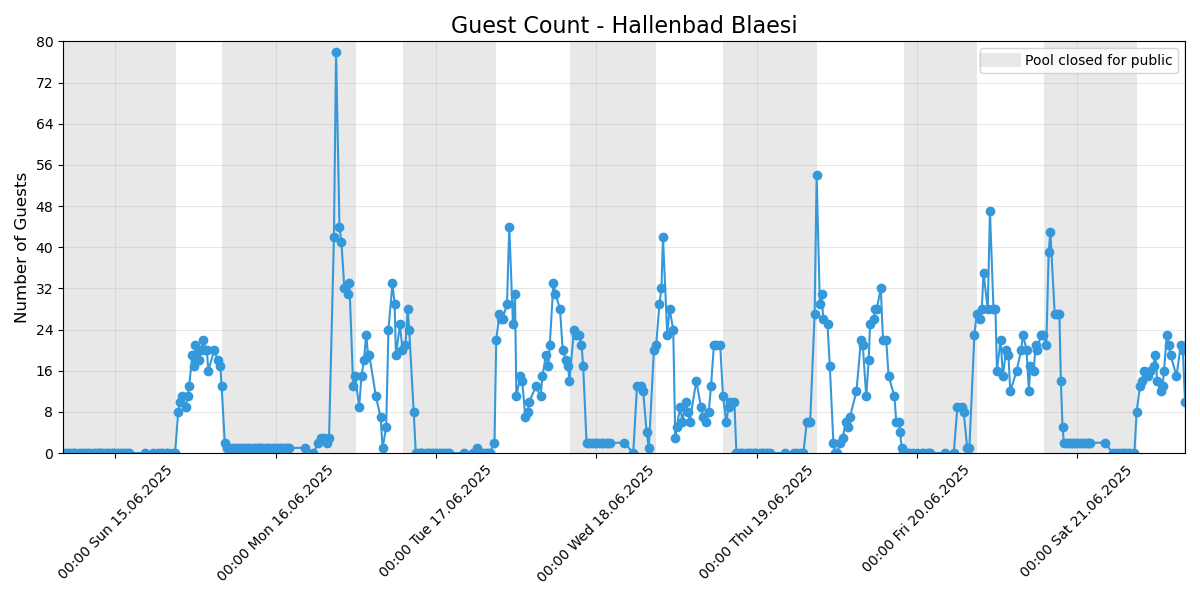 Guest Count - Hallenbad Blaesi
Pool closed for public
Number of Guests
80
72
64
56
48
40
32
24
16
8
0
00:00 Sun 15.06.2025
00:00 Mon 16.06.2025
00:00 Tue 17.06.2025
00:00 Wed 18.06.2025
00:00 Thu 19.06.2025
00:00 Fri 20.06.2025
00:00 Sat 21.06.2025